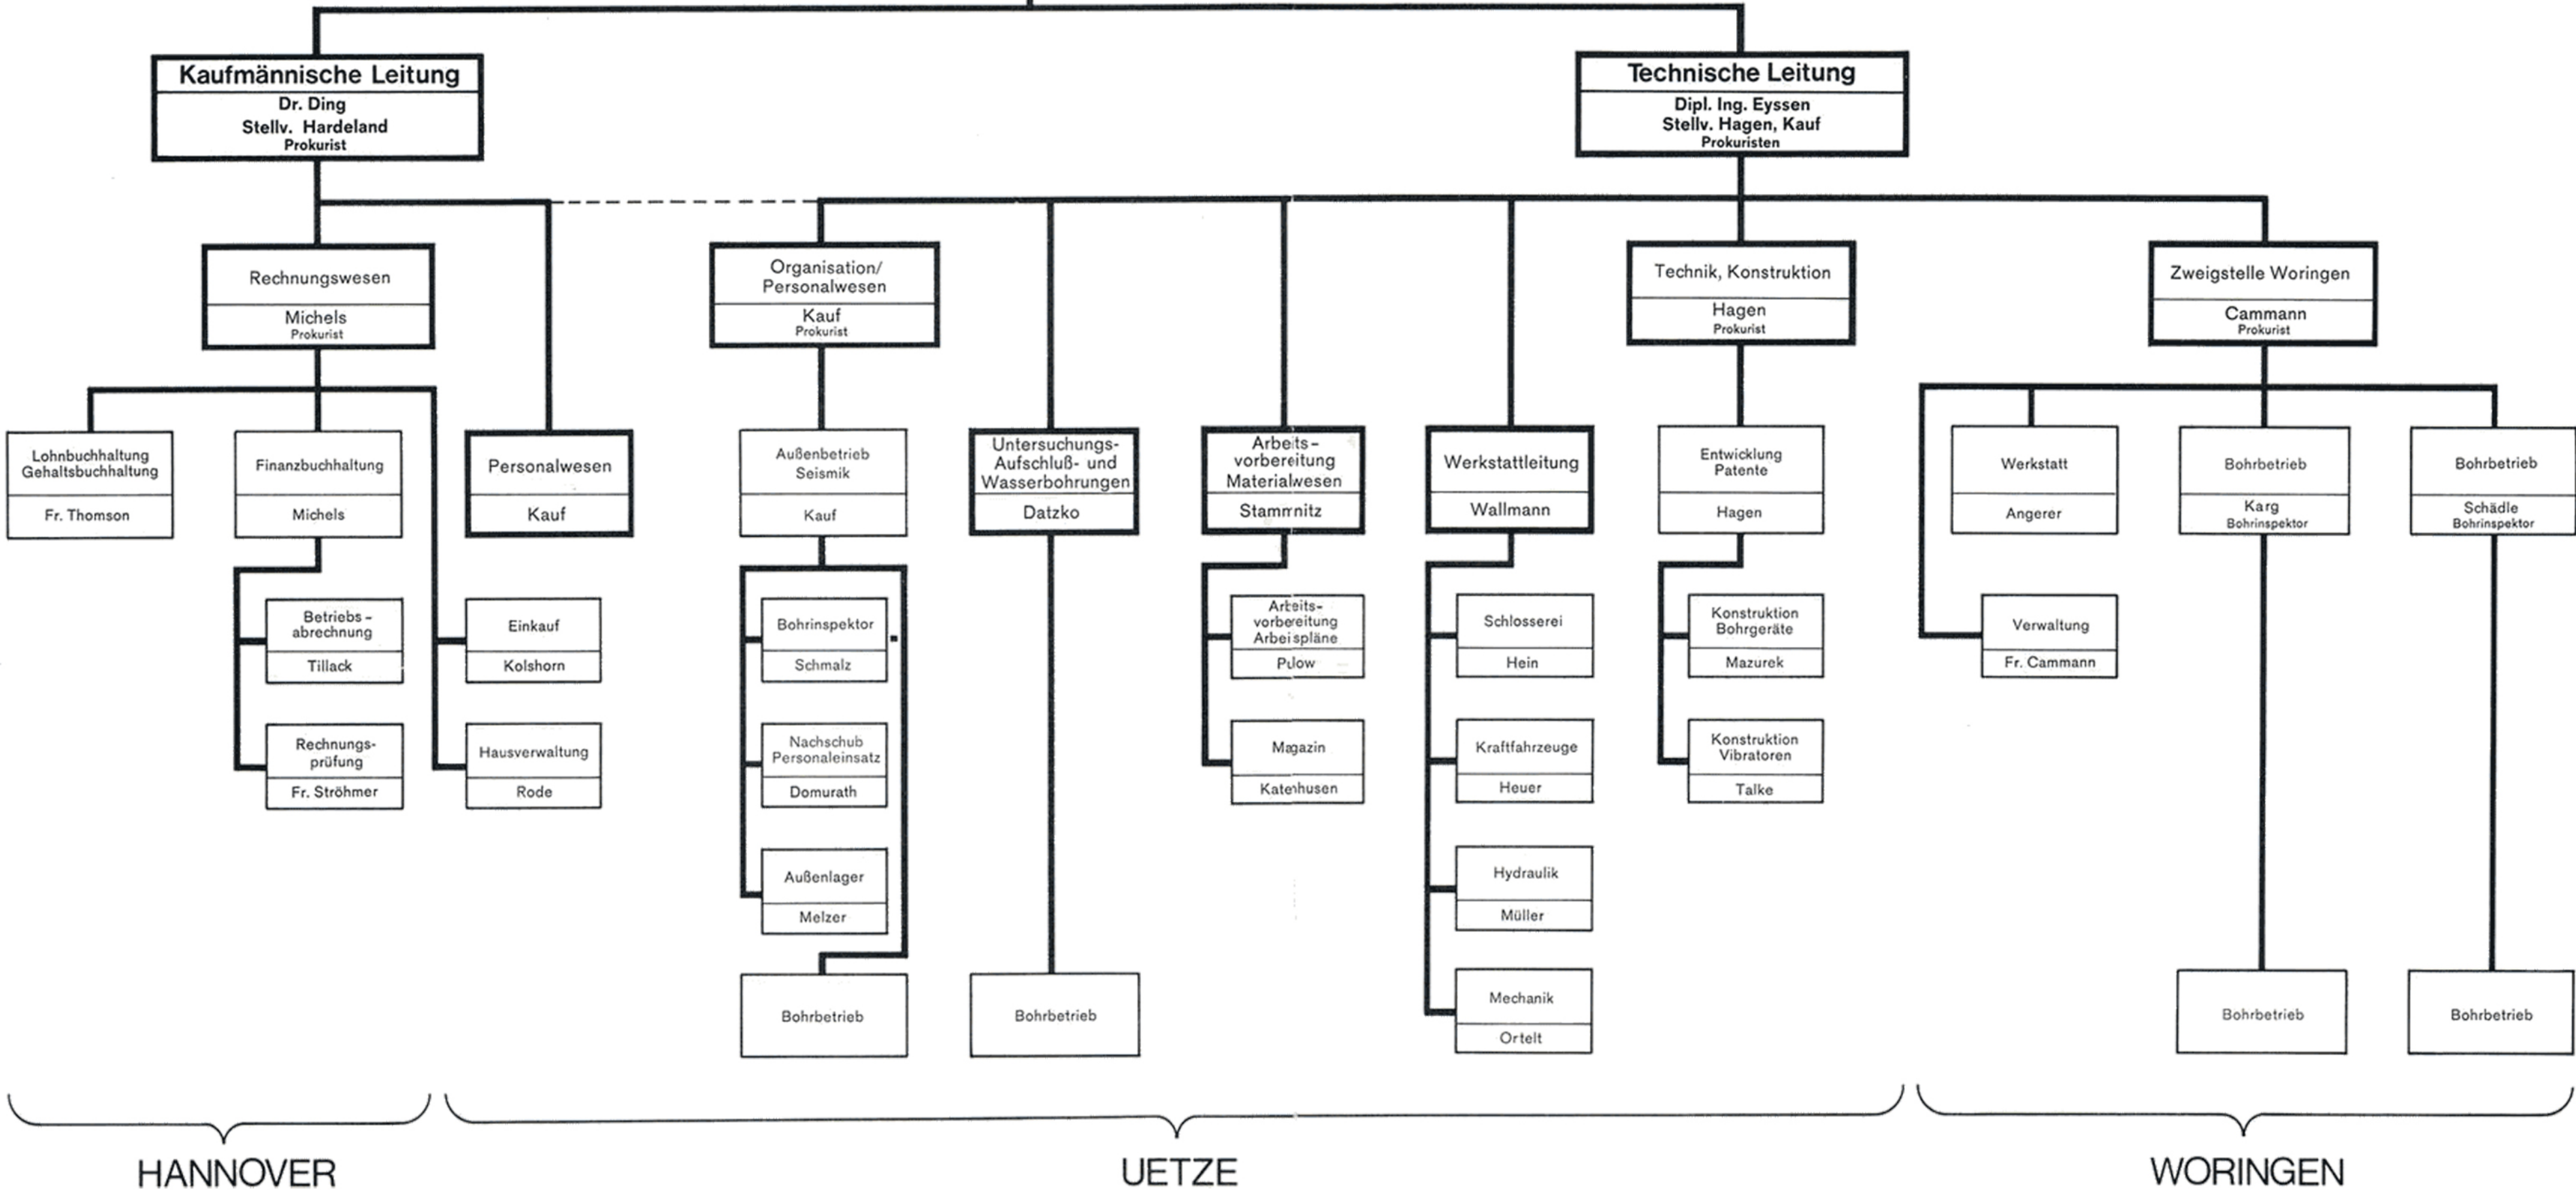 Kaufmännische Leitung
Dr. Ding
Stellv. Hardeland
Prokurist
Technische Leitung
Dipl. Ing. Eyssen
Stellv. Hagen, Kauf
Prokuristen
Rechnungswesen
Michels
Prokurist
Organisation/
Personalwesen
Kauf
Prokurist
Technik, Konstruktion
Hagen
Prokurist
Zweigstelle Woringen
Cammann
Prokurist
Lohnbuchhaltung
Gehaltsbuchhaltung
Fr. Thomson
Finanzbuchhaltung
Michels
Personalwesen
Kauf
Außenbetrieb
Seismik
Kauf
Untersuchungs-
Aufschluß- und
Wasserbohrungen
Datzko
Arbeits-
vorbereitung
Materialwesen
Stammnitz
Werkstattleitung
Wallmann
Entwicklung
Patente
Hagen
Werkstatt
Angerer
Bohrbetrieb
Karg
Bohrinspektor
Bohrbetrieb
Schädle
Bohrinspektor
Betriebs-
abrechnung
Tillack
Einkauf
Kolshorn
Bohrinspektor
Schmalz
Arbeits-
vorbereitung
Arbeitspläne
Schlosserei
Hein
Konstruktion
Bohrgeräte
Mazurek
Verwaltung
Fr. Cammann
Rechnungs-
prüfung
Fr. Ströhmer
Hausverwaltung
Rode
Nachschub
Personaleinsatz
Domurath
Magazin
Katenhusen
Kraftfahrzeuge
Heuer
Konstruktion
Vibratoren
Talke
Außenlager
Melzer
Hydraulik
Müller
Bohrbetrieb
Bohrbetrieb
Mechanik
Ortelt
Bohrbetrieb
Bohrbetrieb
HANNOVER
UETZE
WORINGEN